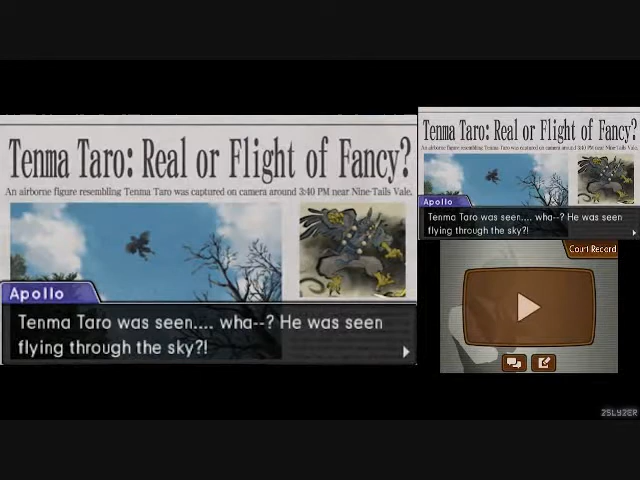 Tenma Taro: Real or Flight of Fancy?
An airborne figure resembling Tenma Taro was captured on camera around 3:40 PM near Nine-Tails Vale.
Apollo
Tenma Taro was seen.... wha--? He was seen
flying through the sky?!
Tenma Taro: Real or Flight of Fancy?
An airborne figure resembling Tenma Taro was captured on camera around 3:40 PM near Nine-Tails Vale.
Apollo
Tenma Taro was seen.... wha--? He was seen
flying through the sky?!
Court Record
2SLY2ER